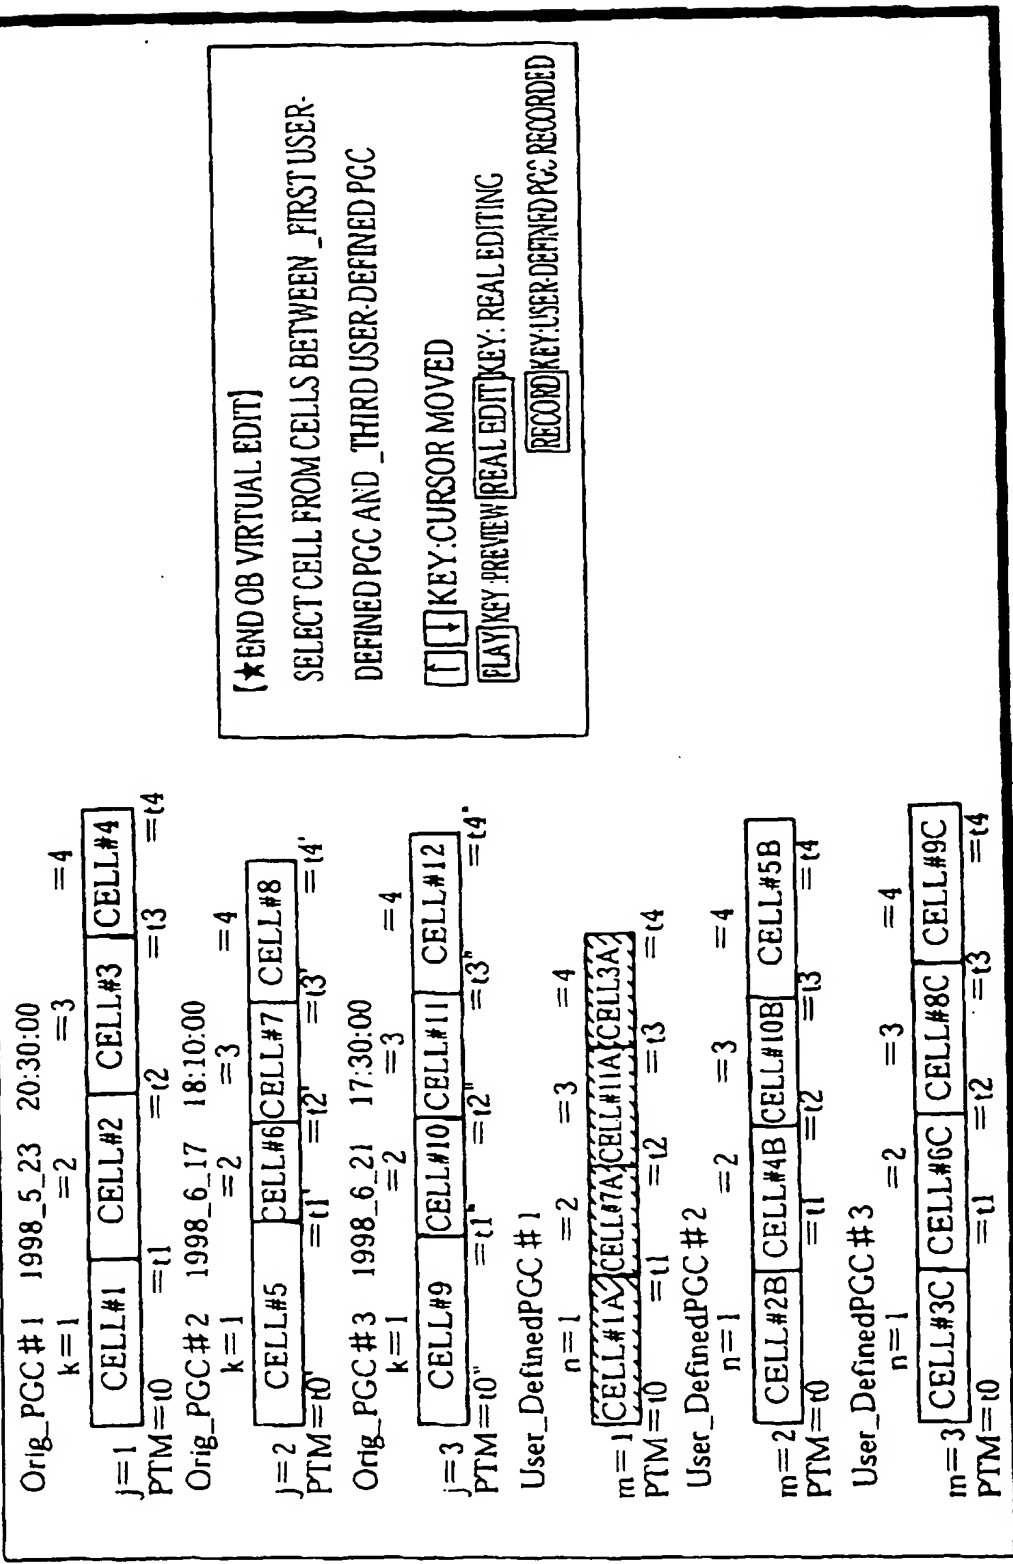 Orig_PGC#1 1998_5_23 20:30:00
k=1 =2 =3 =4
j=1 CELL#1 CELL#2 CELL#3 CELL#4
PTM=t0 =t1 =t2 =t3 =t4
Orig_PGC#2 1998_6_17 18:10:00
k=1 =2 =3 =4
j=2 CELL#5 CELL#6 CELL#7 CELL#8
PTM=t0' =t1' =t2' =t3' =t4'
Orig_PGC#3 1998_6_21 17:30:00
k=1 =2 =3 =4
j=3 CELL#9 CELL#10 CELL#11 CELL#12
PTM=t0" =t1" =t2" =t3" =t4"
User_DefinedPGC#1
n=1 =2 =3 =4
m=1 CELL#1A CELL#7A CELL#11A CELL3A
PTM=t0 =t1 =t2 =t3 =t4
User_DefinedPGC#2
n=1 =2 =3 =4
m=2 CELL#2B CELL#4B CELL#10B CELL#5B
PTM=t0 =t1 =t2 =t3 =t4
User_DefinedPGC#3
n=1 =2 =3 =4
m=3 CELL#3C CELL#6C CELL#8C CELL#9C
PTM=t0 =t1 =t2 =t3 =t4
[★END OB VIRTUAL EDIT]
SELECT CELL FROM CELLS BETWEEN _FIRST USER-
DEFINED PGC AND _THIRD USER-DEFINED PGC
↑ ↓ KEY:CURSOR MOVED
PLAY KEY:PREVIEW REAL EDIT KEY: REAL EDITING
RECORD KEY:USER-DEFINED PGC RECORDED